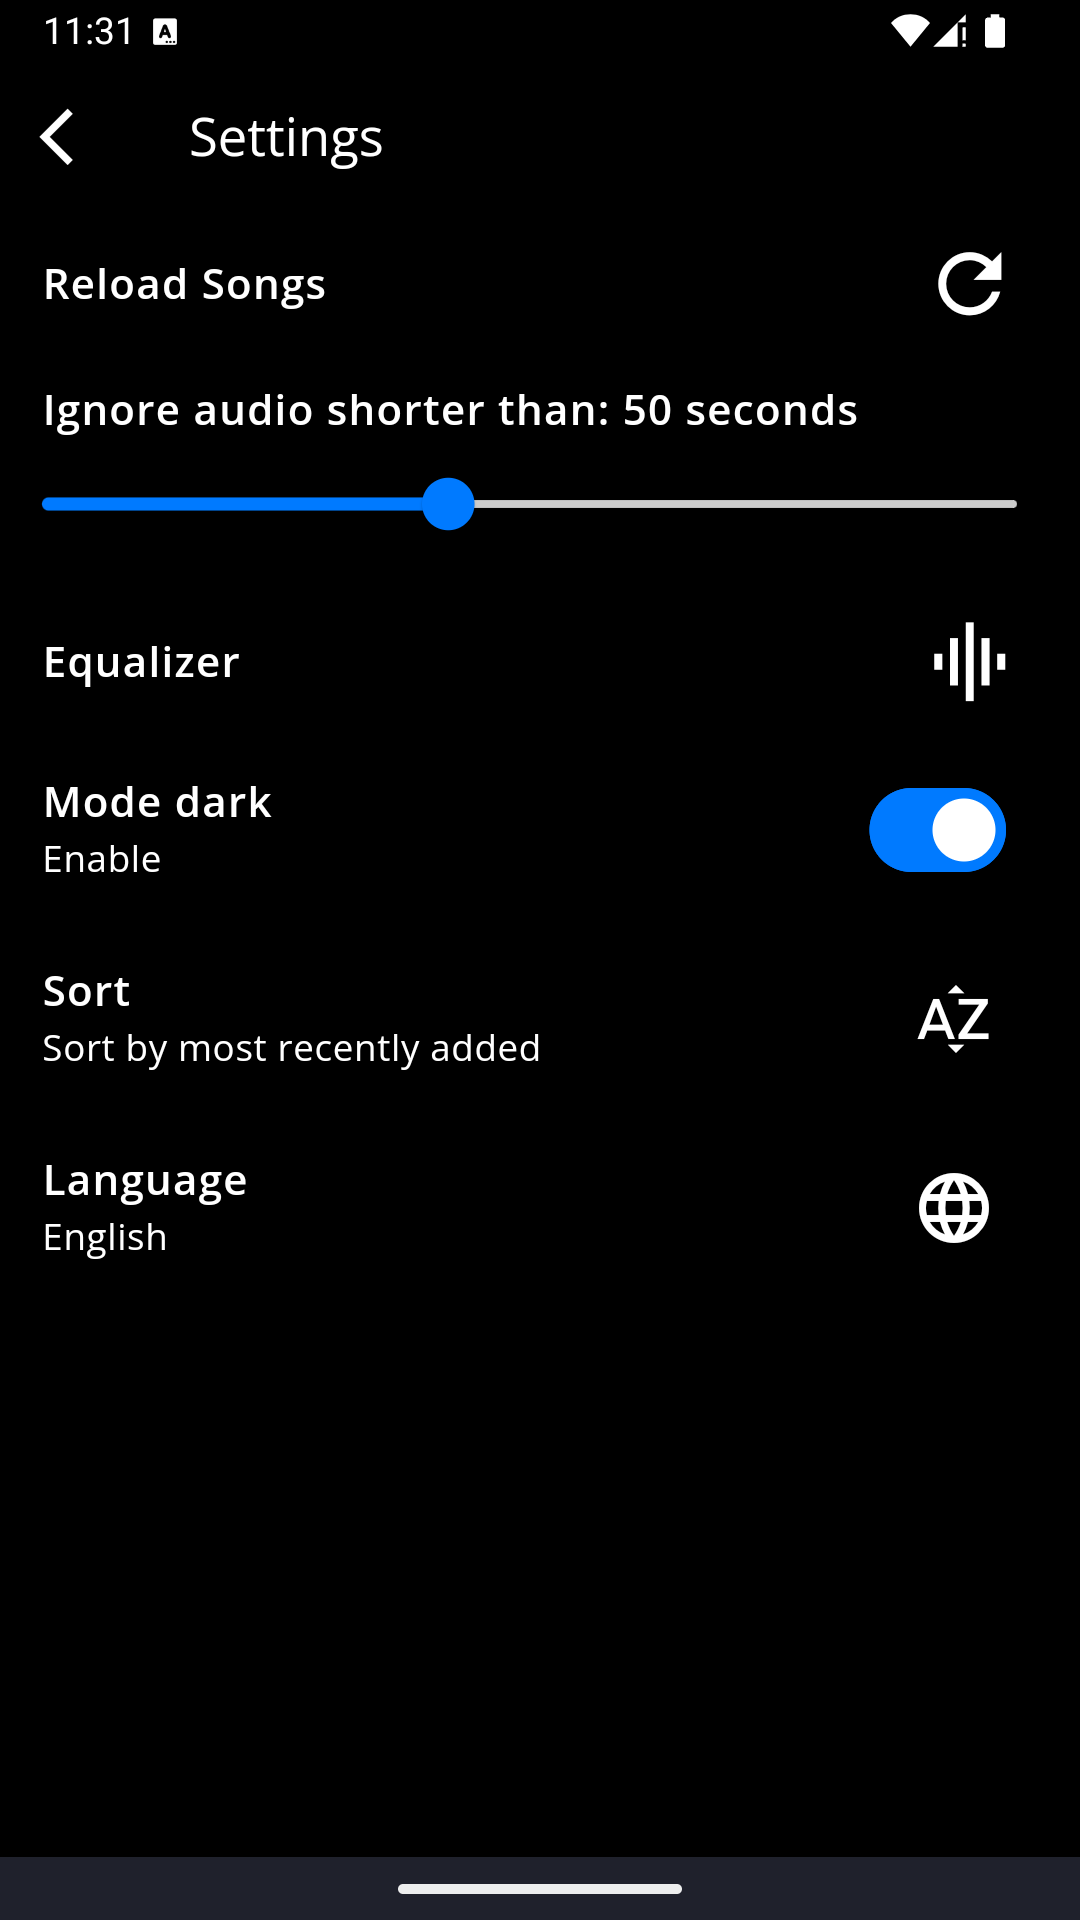 11:31
Settings
Reload Songs
Ignore audio shorter than: 50 seconds
Equalizer
Mode dark
Enable
Sort
Sort by most recently added
AZ
Language
English